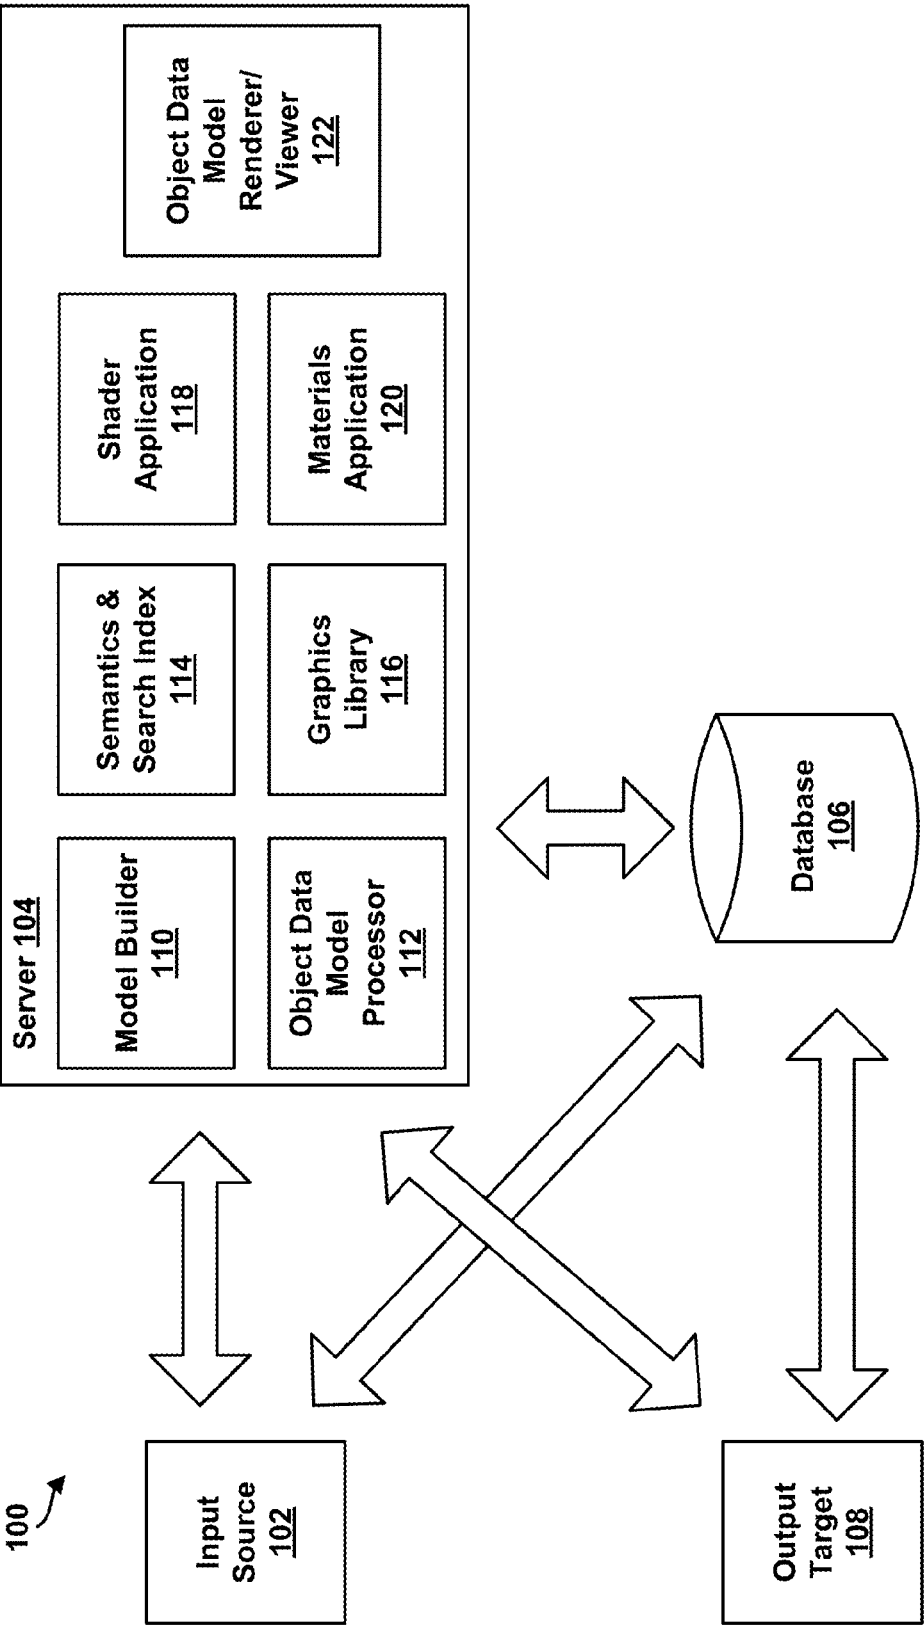 100
Input
Source
102
Server 104
Model Builder
110
Semantics &
Search Index
114
Shader
Application
118
Object Data
Model
Renderer/
Viewer
122
Object Data
Model
Processor
112
Graphics
Library
116
Materials
Application
120
Output
Target
108
Database
106